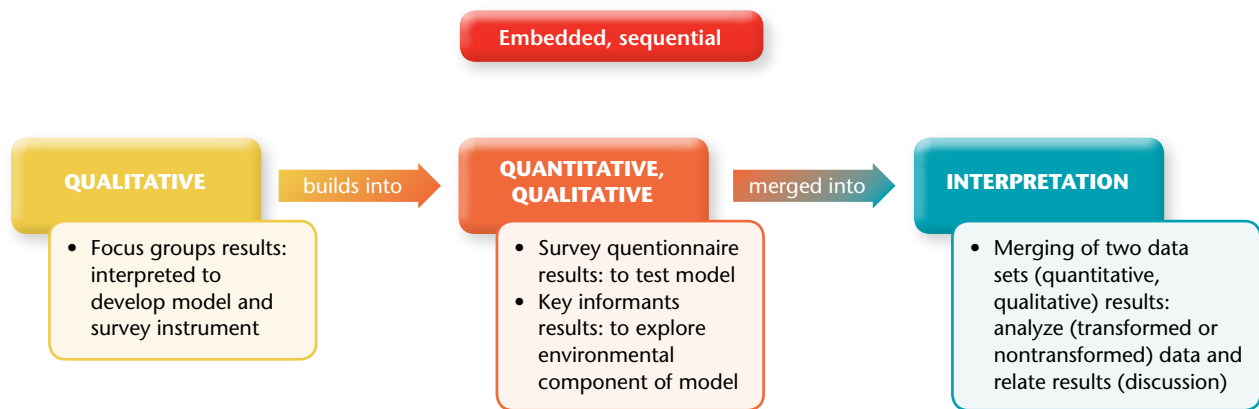 Embedded, sequential
QUALITATIVE
builds into
QUANTITATIVE,
QUALITATIVE
merged into
INTERPRETATION
• Focus groups results:
interpreted to
develop model and
survey instrument
• Survey quentionnaire
results: to test model
• Key informants
results: to explore
environmental
component of model
• Merging of two data
sets (quantitative,
qualitative) results:
analyze (transformed or
nontransformed) data and
relate results (discussion)